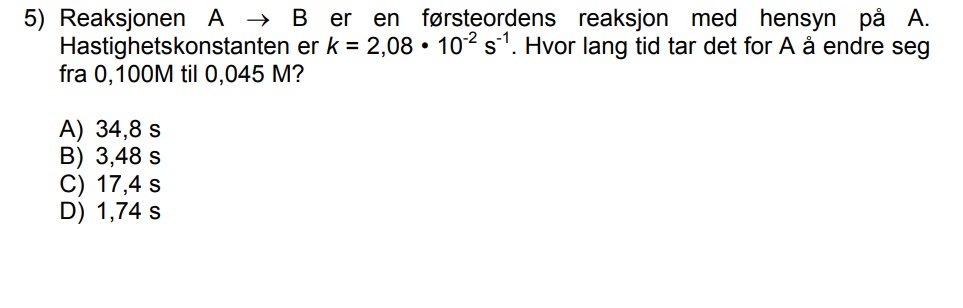 5) Reaksjonen A → B er en førsteordens reaksjon med hensyn på A.
Hastighetskonstanten er k = 2,08 • 10⁻² s⁻¹. Hvor lang tid tar det for A å endre seg
fra 0,100M til 0,045 M?
A) 34,8 s
B) 3,48 s
C) 17,4 s
D) 1,74 s